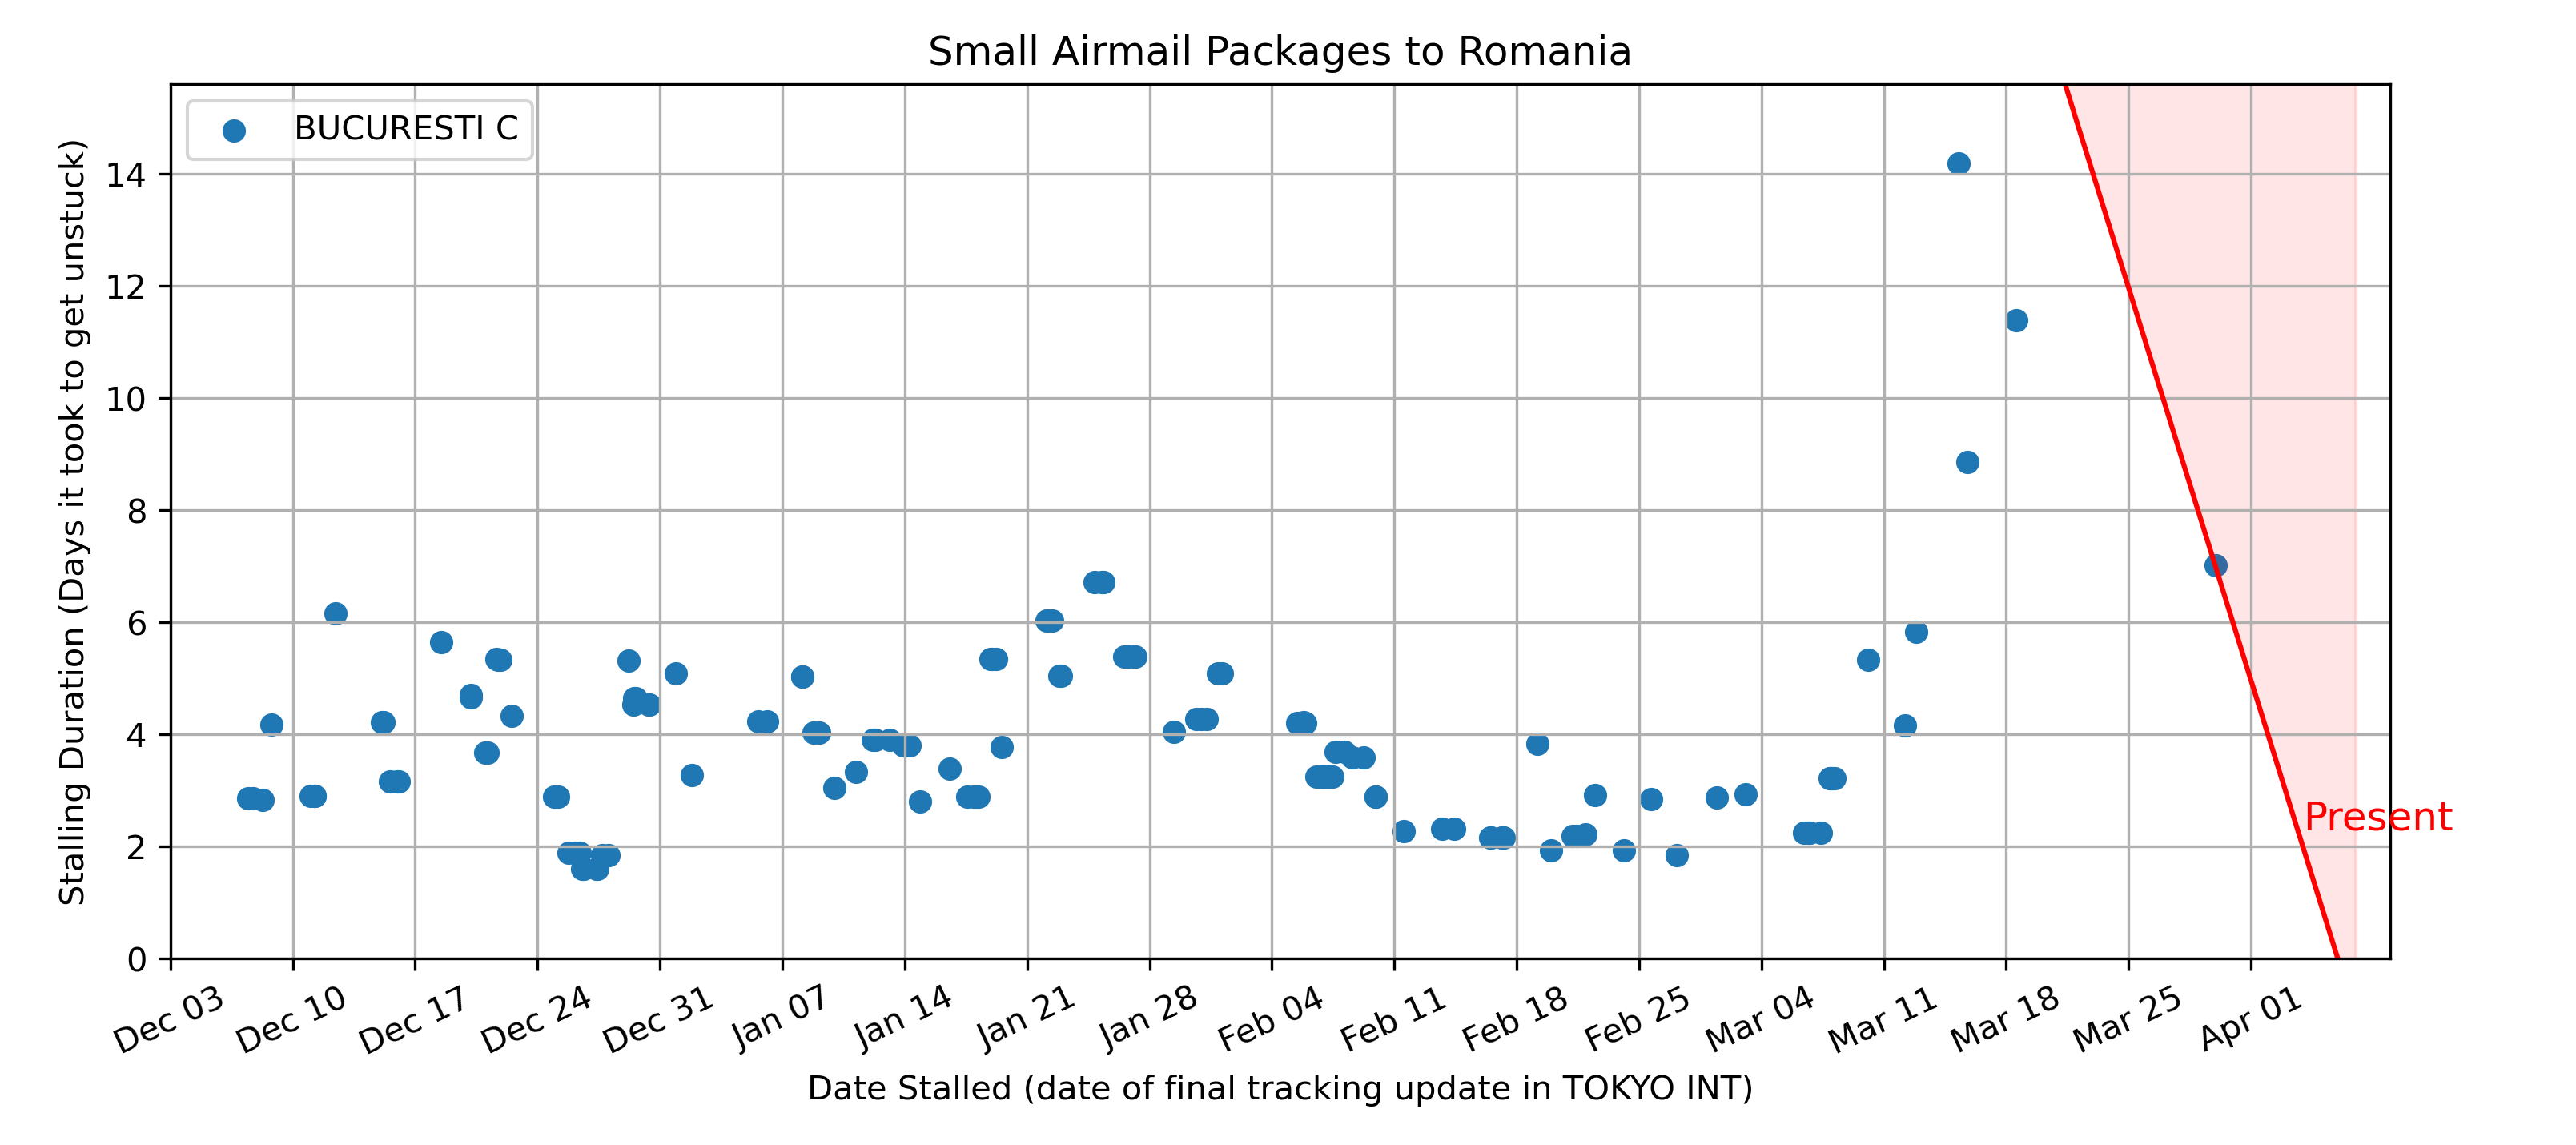 Small Airmail Packages to Romania
BUCURESTI C
Stalling Duration (Days it took to get unstuck)
14
12
10
8
6
4
2
0
Present
Dec 03
Dec 10
Dec 17
Dec 24
Dec 31
Jan 07
Jan 14
Jan 21
Jan 28
Feb 04
Feb 11
Feb 18
Feb 25
Mar 04
Mar 11
Mar 18
Mar 25
Apr 01
Date Stalled (date of final tracking update in TOKYO INT)